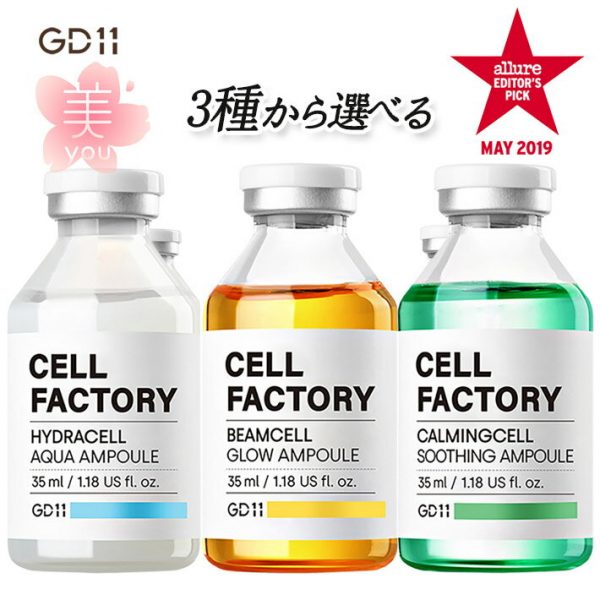 GD11
美
YOU
3種から選べる
allure
EDITOR'S
PICK
MAY 2019
CELL
FACTORY
HYDRACELL
AQUA AMPOULE
35 ml / 1.18 US fl. oz.
GD11
CELL
FACTORY
BEAMCELL
GLOW AMPOULE
35 ml / 1.18 US fl. oz.
GD11
CELL
FACTORY
CALMINGCELL
SOOTHING AMPOULE
35 ml / 1.18 US fl. oz.
GD11